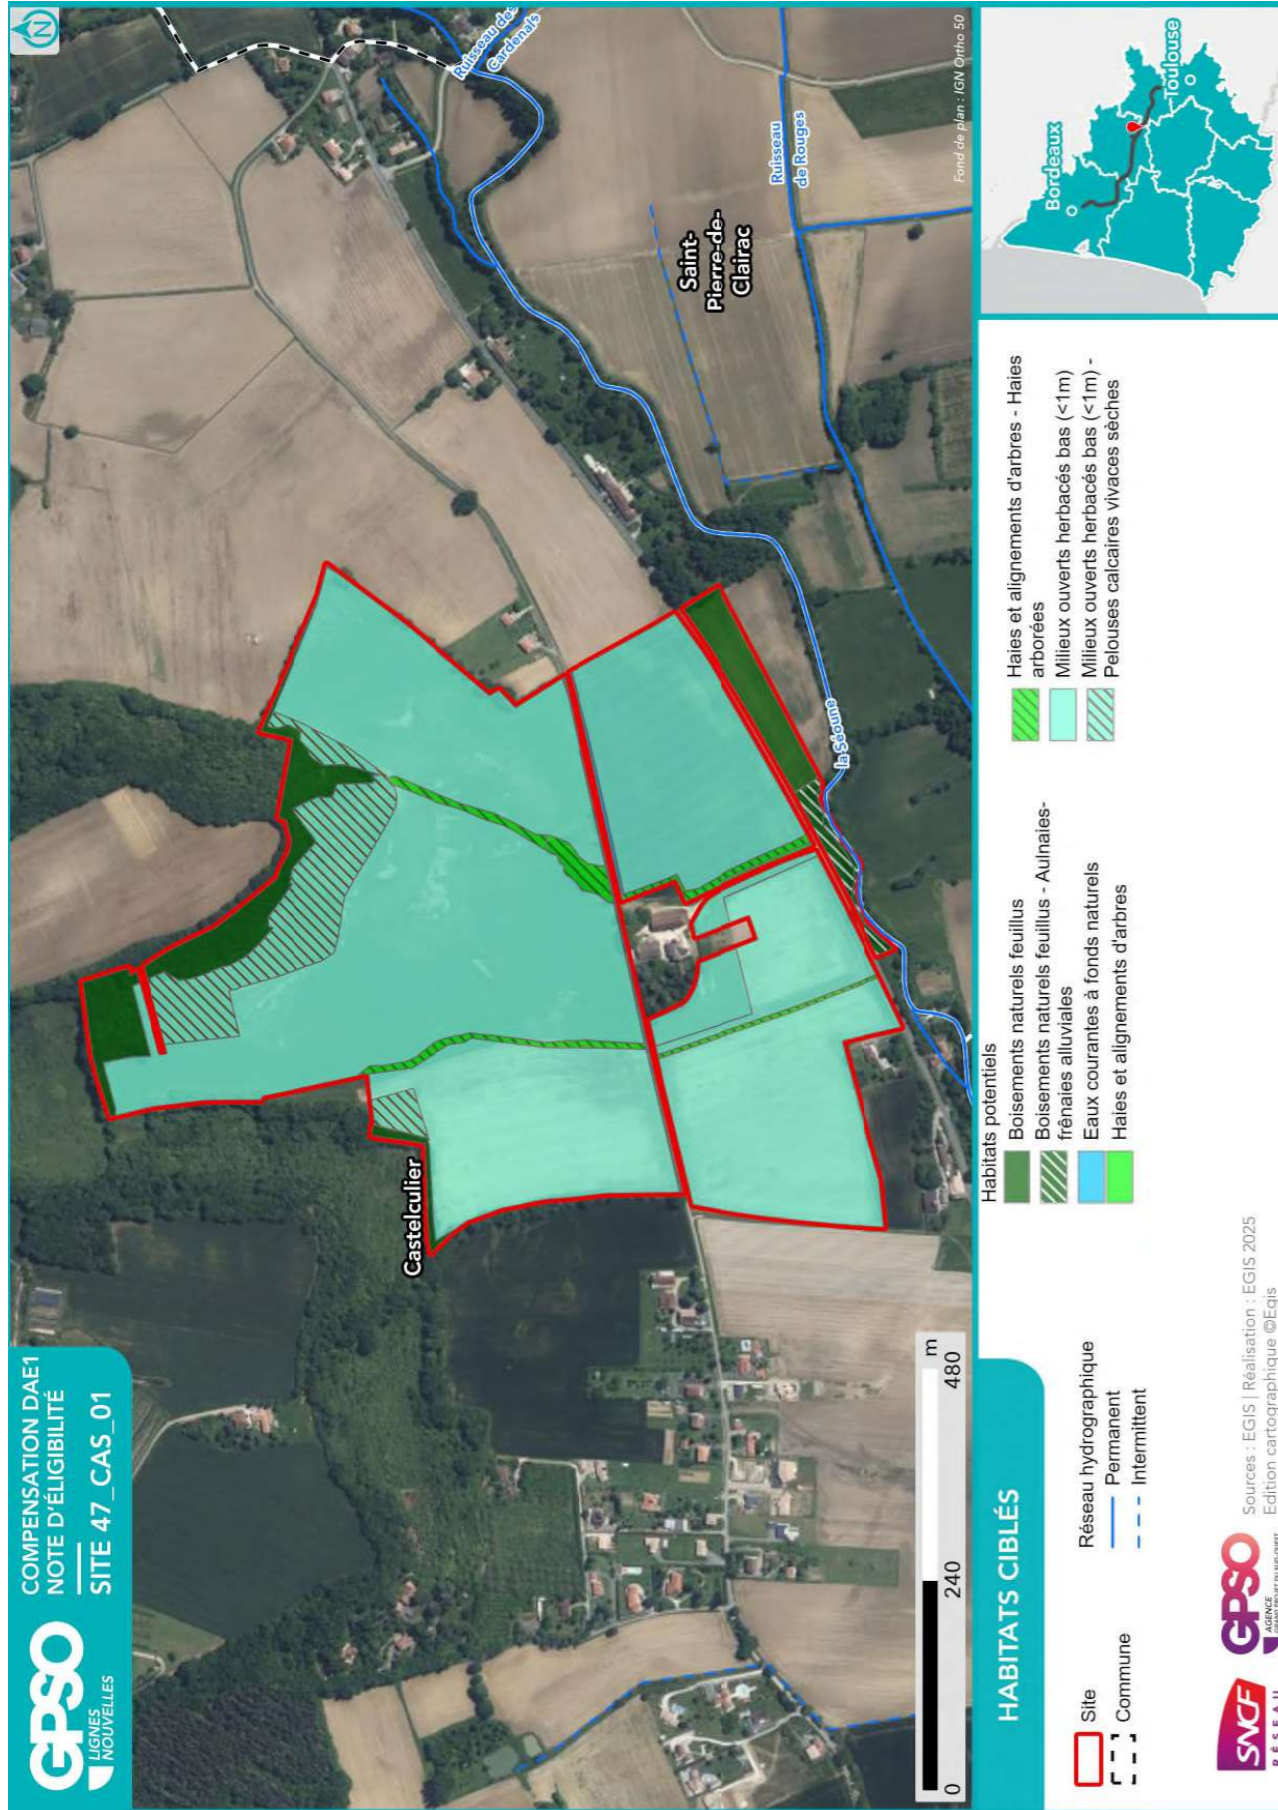 GPSO
LIGNES
NOUVELLES
COMPENSATION DAE1
NOTE D'ÉLIGIBILITÉ
SITE 47_CAS_01
N
Ruisseau des
Cardenals
Castelculier
Saint-
Pierre-de-
Clairac
Ruisseau
de Rouges
la Séoune
0
240
480
m
Fond de plan : IGN Ortho 50
HABITATS CIBLÉS
Site
Commune
Réseau hydrographique
Permanent
Intermittent
Habitats potentiels
Boisements naturels feuillus
Boisements naturels feuillus - Aulnaies-
frênaies alluviales
Eaux courantes à fonds naturels
Haies et alignements d'arbres
Haies et alignements d'arbres - Haies
arborées
Milieux ouverts herbacés bas (<1m)
Milieux ouverts herbacés bas (<1m) -
Pelouses calcaires vivaces sèches
Bordeaux
Toulouse
SNCF
RÉSEAU
GPSO
AGENCE
Sources : EGIS | Réalisation : EGIS 2025
Edition cartographique ©Egis